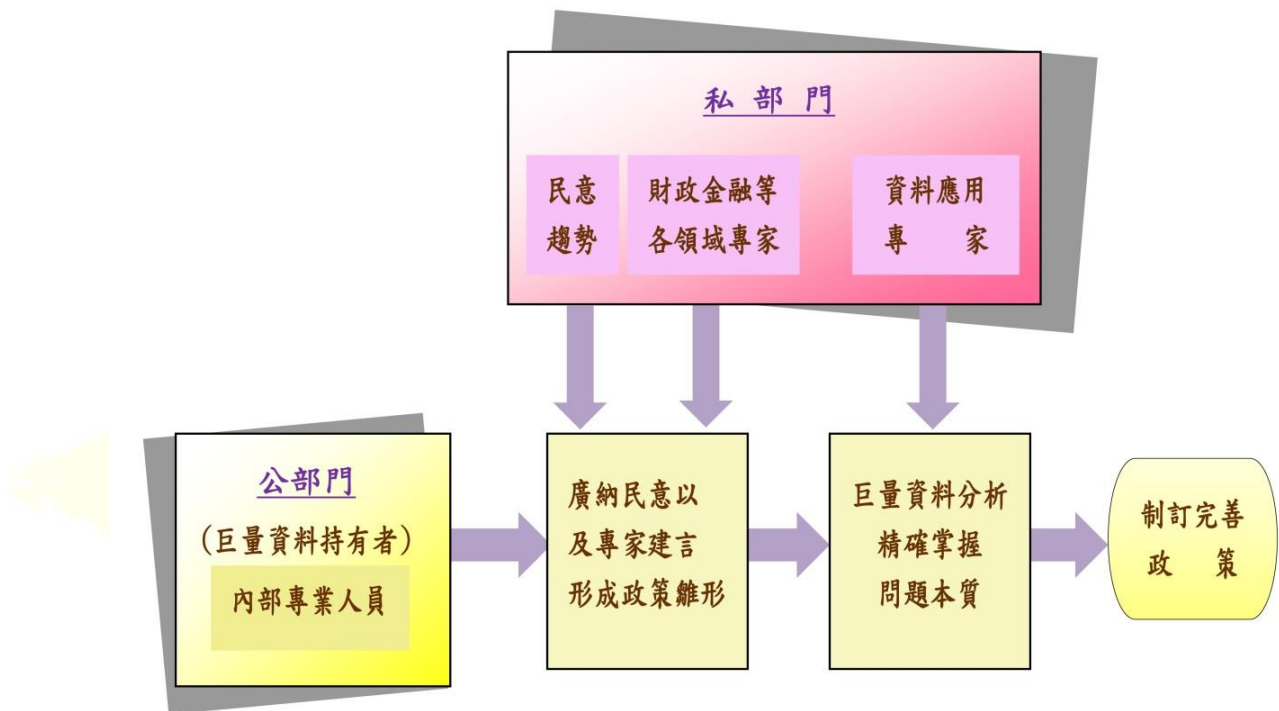 私 部 門
民意
趨勢
財政金融等
各領域專家
資料應用
專 家
公部門
(巨量資料持有者)
內部專業人員
廣納民意以
及專家建言
形成政策雛形
巨量資料分析
精確掌握
問題本質
制訂完善
政 策